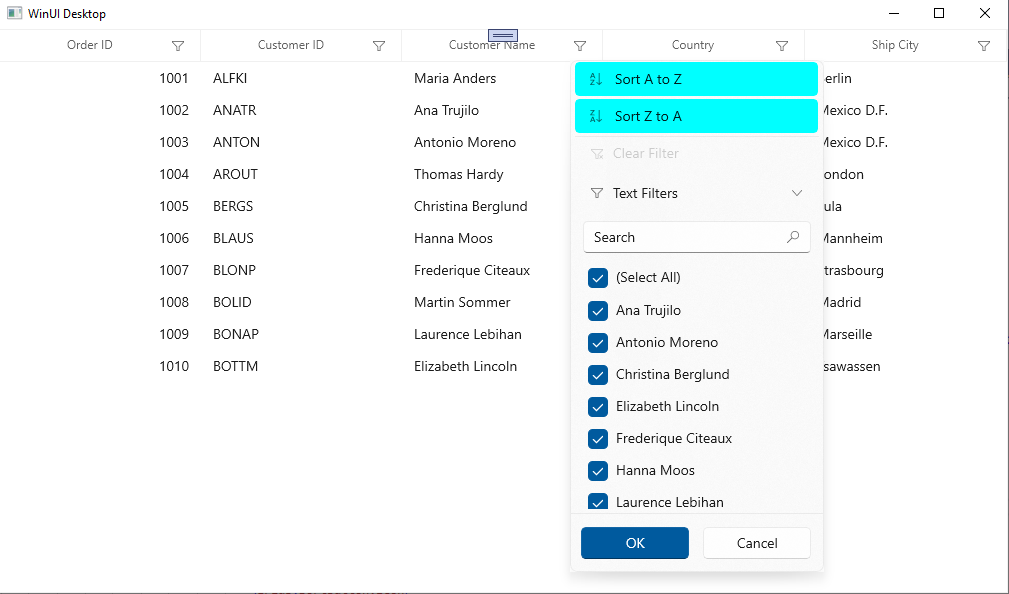 WinUI Desktop
Order ID Customer ID Customer Name Country Ship City
1001 ALFKI Maria Anders erlin
1002 ANATR Ana Trujilo Mexico D.F.
1003 ANTON Antonio Moreno Mexico D.F.
1004 AROUT Thomas Hardy ondon
1005 BERGS Christina Berglund ula
1006 BLAUS Hanna Moos Mannheim
1007 BLONP Frederique Citeaux trasbourg
1008 BOLID Martin Sommer Madrid
1009 BONAP Laurence Lebihan Marseille
1010 BOTTM Elizabeth Lincoln sawassen
Sort A to Z
Sort Z to A
Clear Filter
Text Filters
Search
(Select All)
Ana Trujilo
Antonio Moreno
Christina Berglund
Elizabeth Lincoln
Frederique Citeaux
Hanna Moos
Laurence Lebihan
OK Cancel